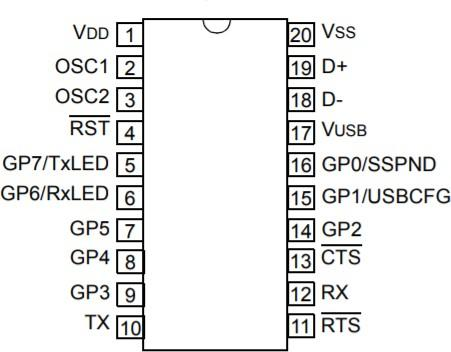 VDD 1 20 VSS
OSC1 2 19 D+
OSC2 3 18 D-
RST 4 17 VUSB
GP7/TxLED 5 16 GP0/SSPND
GP6/RxLED 6 15 GP1/USBCFG
GP5 7 14 GP2
GP4 8 13 CTS
GP3 9 12 RX
TX 10 11 RTS